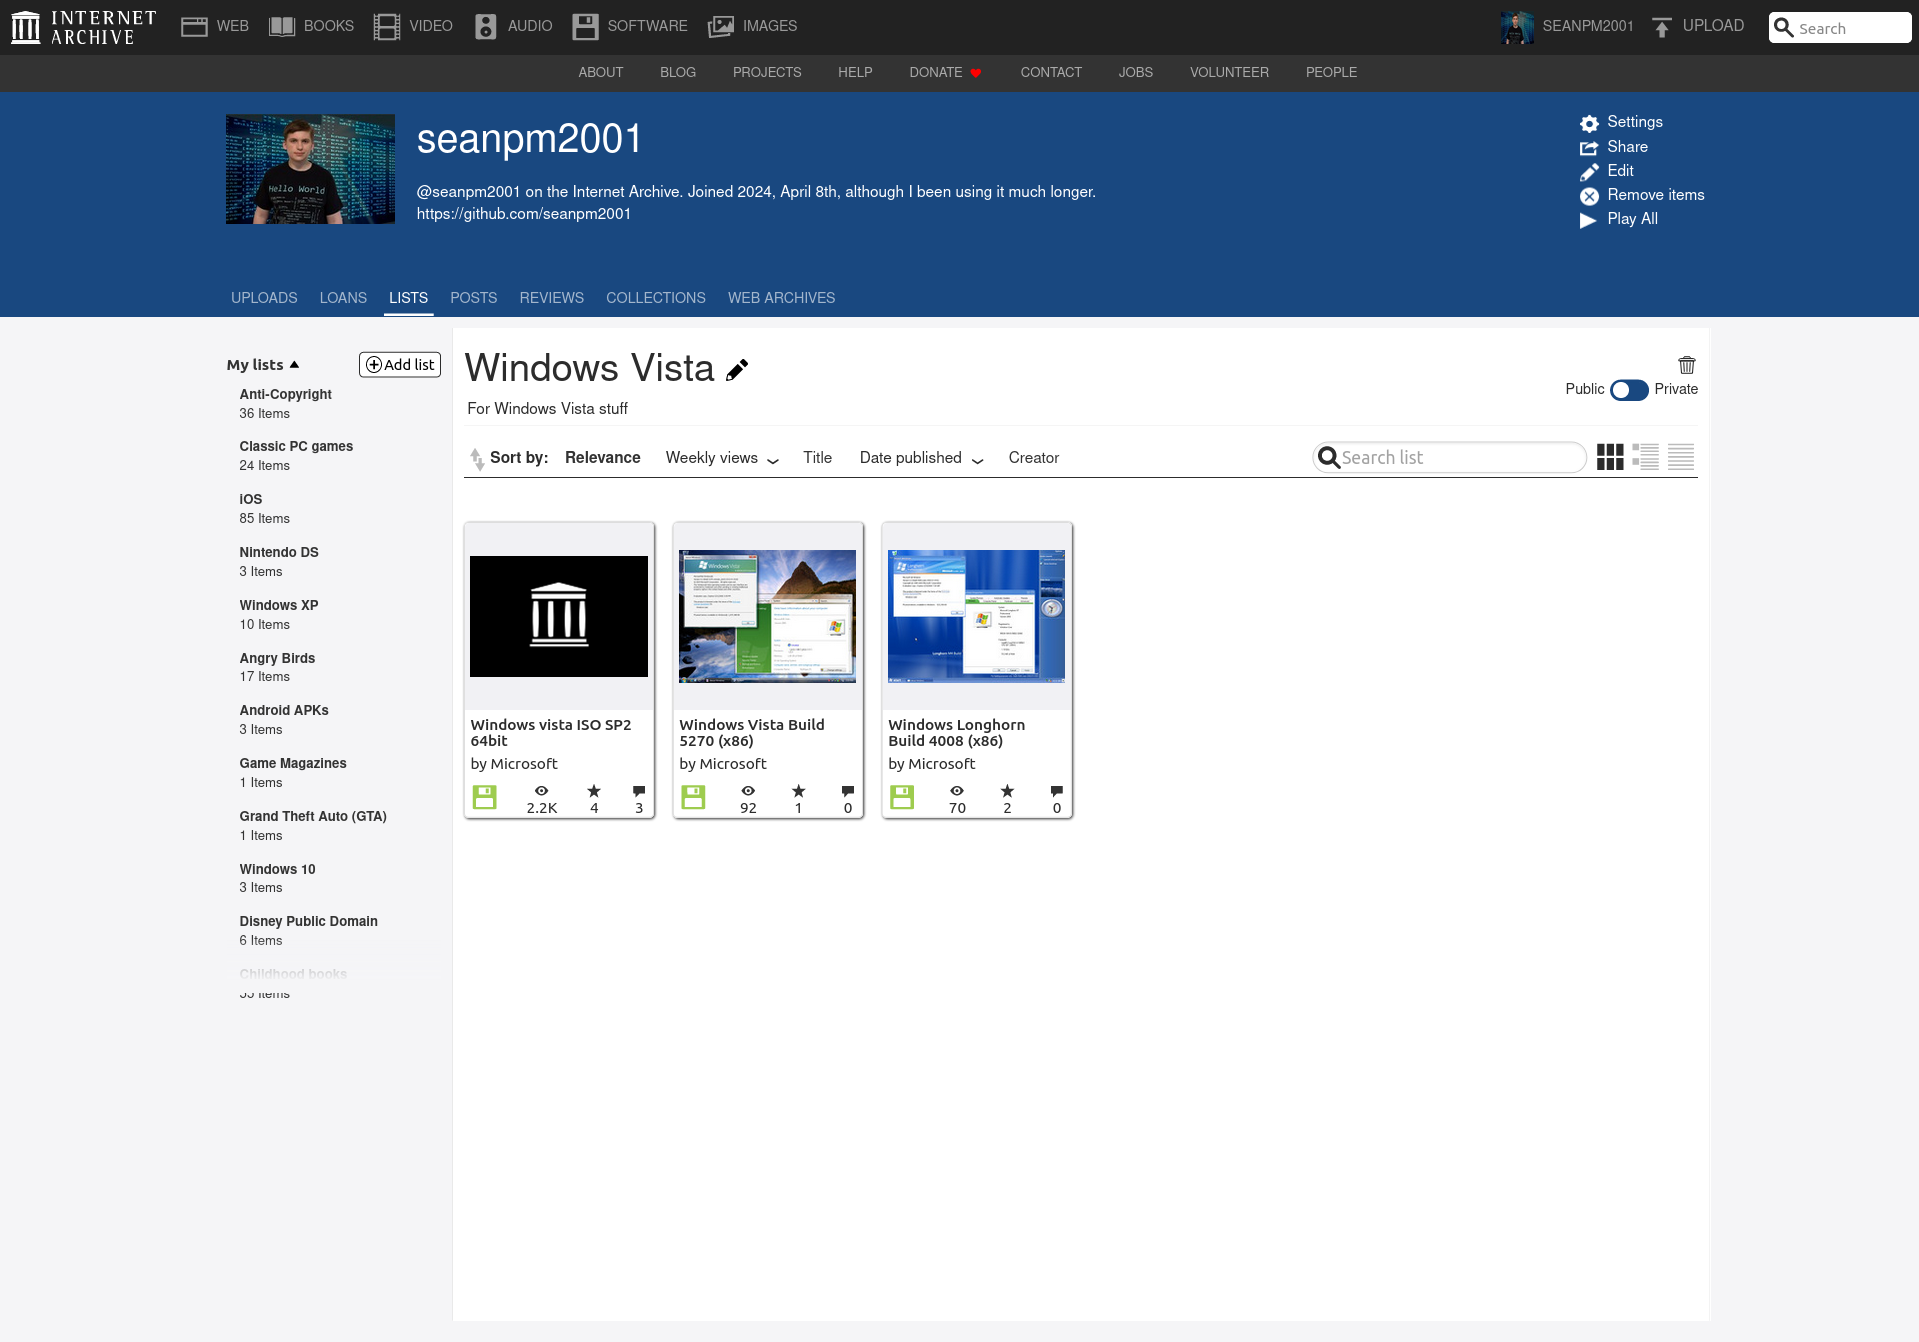 INTERNET ARCHIVE
WEB BOOKS VIDEO AUDIO SOFTWARE IMAGES
SEANPM2001 UPLOAD Search
ABOUT BLOG PROJECTS HELP DONATE CONTACT JOBS VOLUNTEER PEOPLE
Hello World
seanpm2001
@seanpm2001 on the Internet Archive. Joined 2024, April 8th, although I been using it much longer.
https://github.com/seanpm2001
Settings
Share
Edit
Remove items
Play All
UPLOADS LOANS LISTS POSTS REVIEWS COLLECTIONS WEB ARCHIVES
My lists Add list
Anti-Copyright
36 Items
Classic PC games
24 Items
iOS
85 Items
Nintendo DS
3 Items
Windows XP
10 Items
Angry Birds
17 Items
Android APKs
3 Items
Game Magazines
1 Items
Grand Theft Auto (GTA)
1 Items
Windows 10
3 Items
Disney Public Domain
6 Items
Childhood books
Items
Windows Vista
For Windows Vista stuff
Public Private
Sort by: Relevance Weekly views Title Date published Creator
Search list
Windows Vista
Windows vista ISO SP2
64bit
by Microsoft
2.2K 4 3
Windows Vista Build
5270 (x86)
by Microsoft
92 1 0
Longhorn
Windows Longhorn
Build 4008 (x86)
by Microsoft
70 2 0